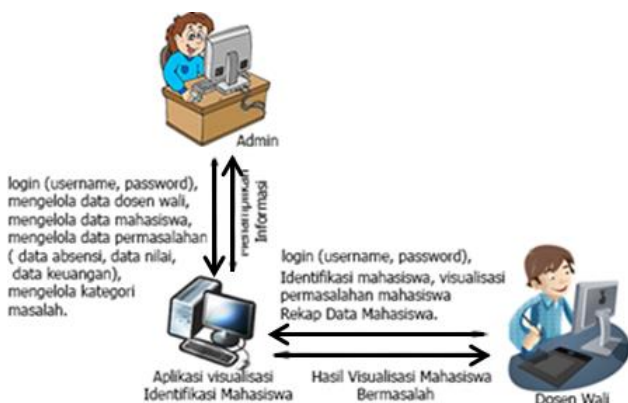 Admin
login (username, password),
mengelola data dosen wali,
mengelola data mahasiswa,
mengelola data permasalahan
( data absensi, data nilai,
data keuangan),
mengelola kategori
masalah.
Informasi
login (username, password),
Identifikasi mahasiswa, visualisasi
permasalahan mahasiswa
Rekap Data Mahasiswa.
Aplikasi visualisasi
Identifikasi Mahasiswa
Hasil Visualisasi Mahasiswa
Bermasalah
Dosen Wali